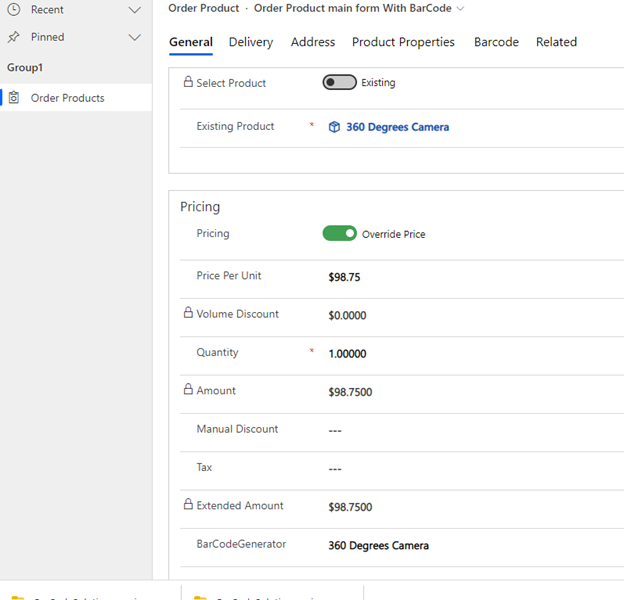 Recent
Pinned
Group1
Order Products
Order Product · Order Product main form With BarCode
General Delivery Address Product Properties Barcode Related
Select Product Existing
Existing Product * 360 Degrees Camera
Pricing
Pricing Override Price
Price Per Unit $98.75
Volume Discount $0.0000
Quantity * 1.00000
Amount $98.7500
Manual Discount ---
Tax ---
Extended Amount $98.7500
BarCodeGenerator 360 Degrees Camera